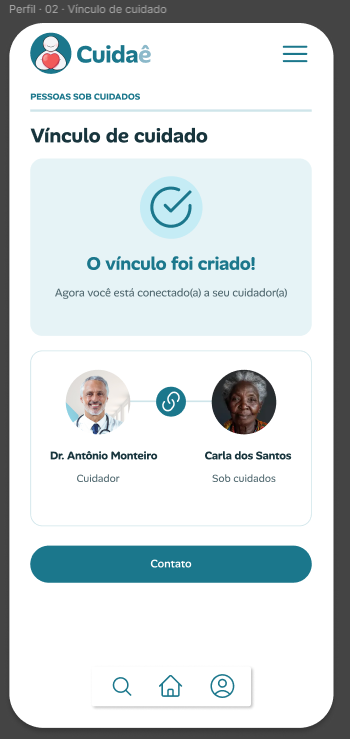 Perfil · 02 · Vínculo de cuidado
Cuidaê
PESSOAS SOB CUIDADOS
Vínculo de cuidado
O vínculo foi criado!
Agora você está conectado(a) a seu cuidador(a)
Dr. Antônio Monteiro
Cuidador
Carla dos Santos
Sob cuidados
Contato